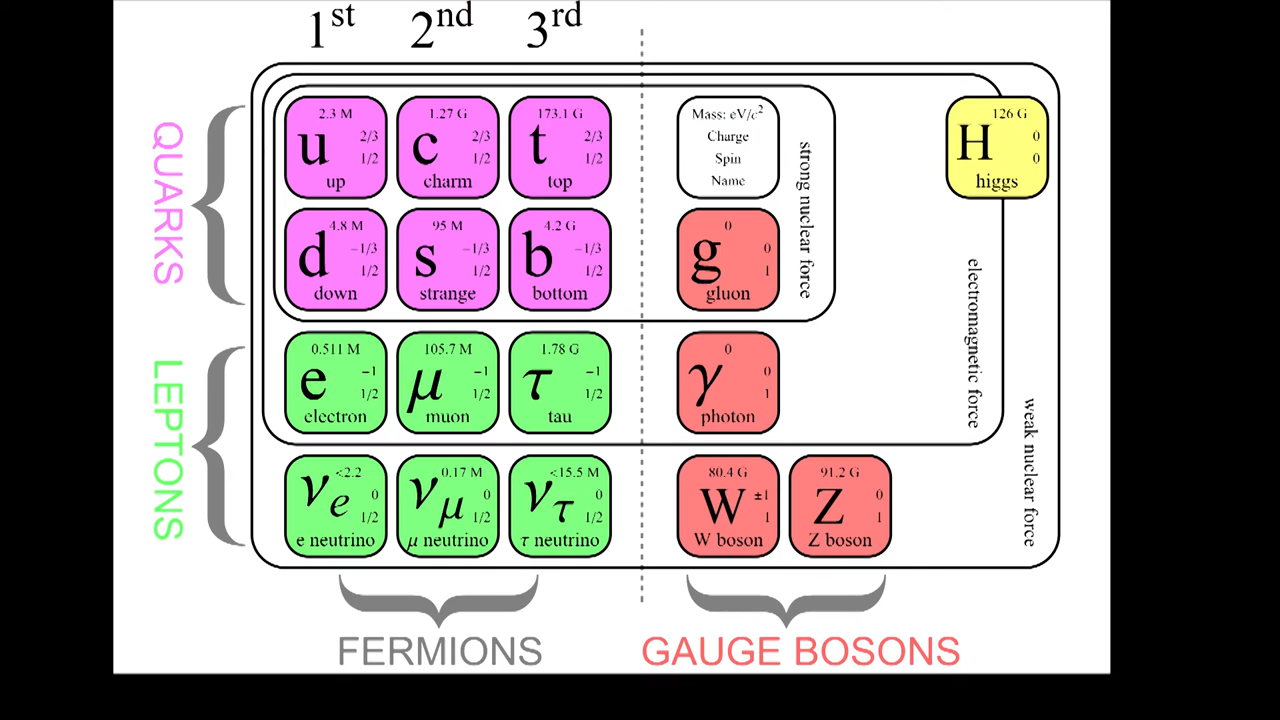 1st 2nd 3rd
QUARKS
2.3 M
u 2/3
1/2
up
1.27 G
c 2/3
1/2
charm
173.1 G
t 2/3
1/2
top
Mass: eV/c²
Charge
Spin
Name
strong nuclear force
126 G
H 0
0
higgs
4.8 M
d −1/3
1/2
down
95 M
s −1/3
1/2
strange
4.2 G
b −1/3
1/2
bottom
0
g 0
1
gluon
electromagnetic force
LEPTONS
0.511 M
e −1
1/2
electron
105.7 M
μ −1
1/2
muon
1.78 G
τ −1
1/2
tau
0
γ 0
1
photon
weak nuclear force
<2.2
νe 0
1/2
e neutrino
0.17 M
νμ 0
1/2
μ neutrino
<15.5 M
ντ 0
1/2
τ neutrino
80.4 G
W ±1
1
W boson
91.2 G
Z 0
1
Z boson
FERMIONS
GAUGE BOSONS